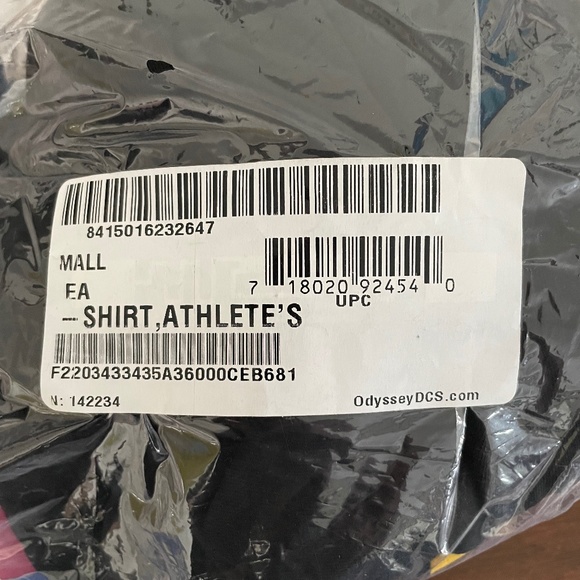 8415016232647
MALL
EA
7 18020 92454 0
UPC
SHIRT,ATHLETE'S
F2203433435A36000CEB681
N: 142234
OdysseyDCS.com